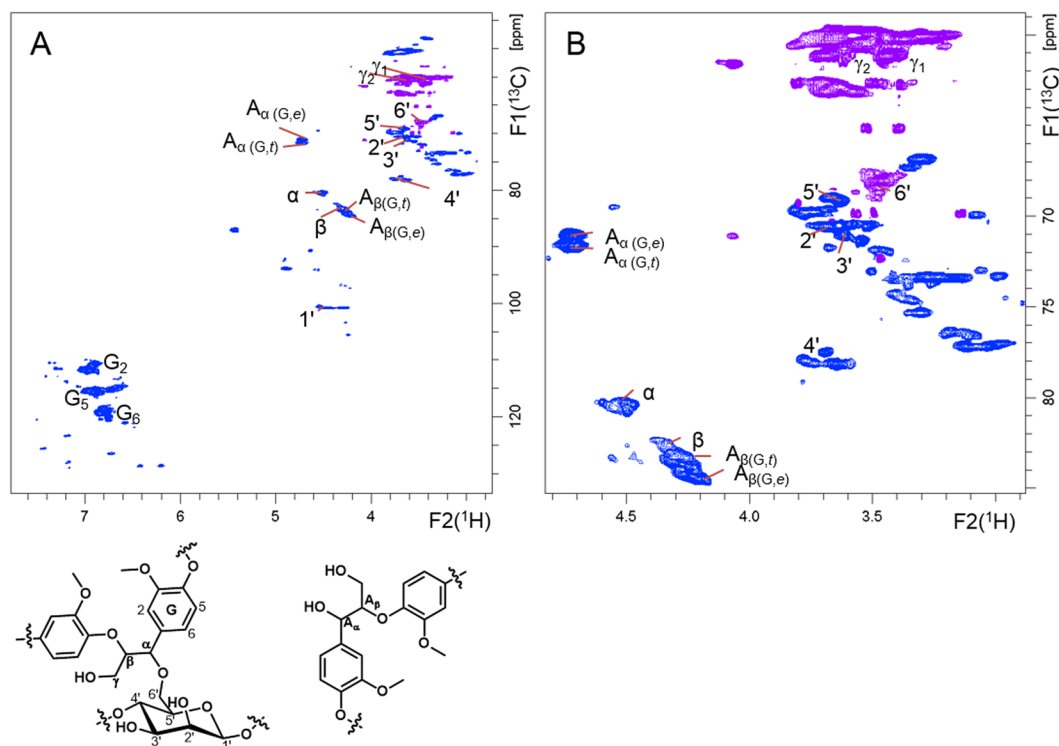 A
[ppm]
F1(¹³C)
γ₂ γ₁
6'
5'
2'
3'
4'
Aα (G,e)
Aα (G,t)
α
β
Aβ(G,t)
Aβ(G,e)
1'
G₂
G₅
G₆
80
100
120
7 6 5 4
F2(¹H)
B
[ppm]
F1(¹³C)
γ₂ γ₁
5' 6'
2'
3'
Aα (G,e)
Aα (G,t)
4'
α
β
Aβ(G,t)
Aβ(G,e)
65
70
75
80
4.5 4.0 3.5
F2(¹H)
O
O
O
2 G 5
6
O
β α
HO γ O
6'
HO O
O 4' 5'
HO 3' 2' 1' O
HO
HO Aβ
Aα O
O
O
O